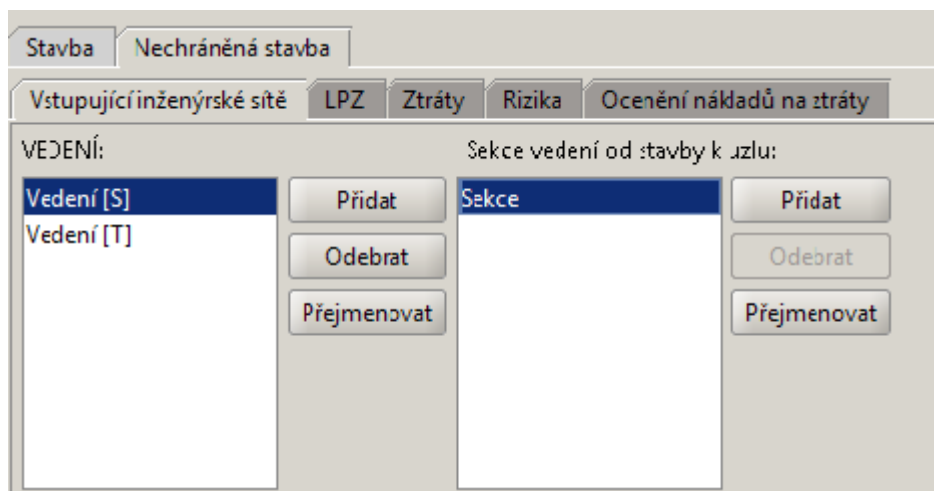 Stavba Nechráněná stavba
Vstupující inženýrské sítě LPZ Ztráty Rizika Ocenění nákladů na ztráty
VEDENÍ: Sekce vedení od stavby k uzlu:
Vedení [S] Přidat Sekce Přidat
Vedení [T]
Odebrat Odebrat
Přejmenovat Přejmenovat